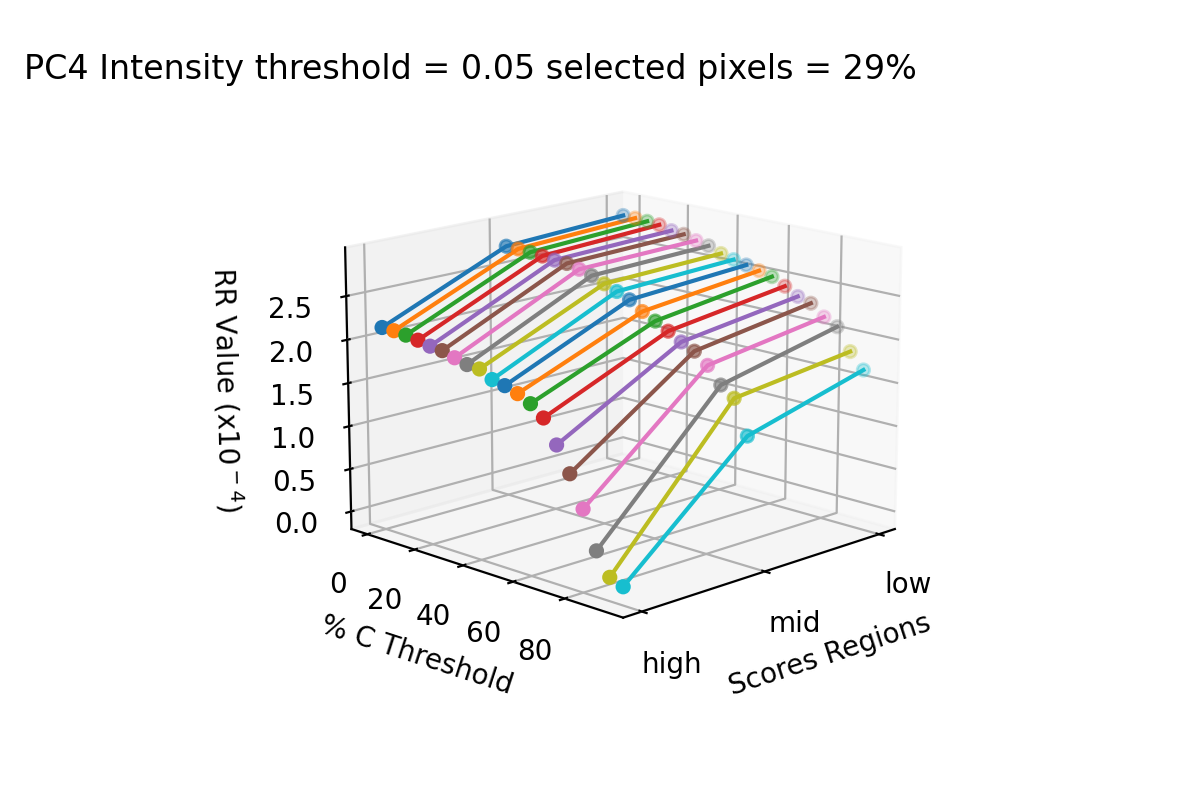 PC4 Intensity threshold = 0.05 selected pixels = 29%
RR Value (x10⁻⁴)
2.5
2.0
1.5
1.0
0.5
0.0
0
20
40
60
80
% C Threshold
high
mid
low
Scores Regions